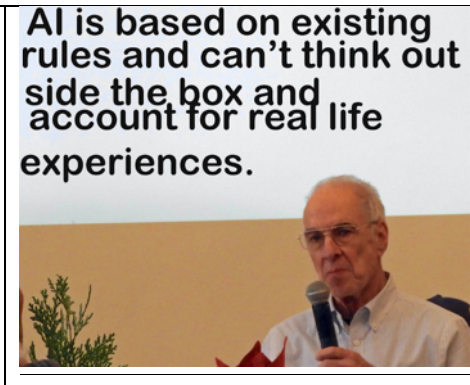 AI is based on existing
rules and can’t think out
side the box and
account for real life
experiences.